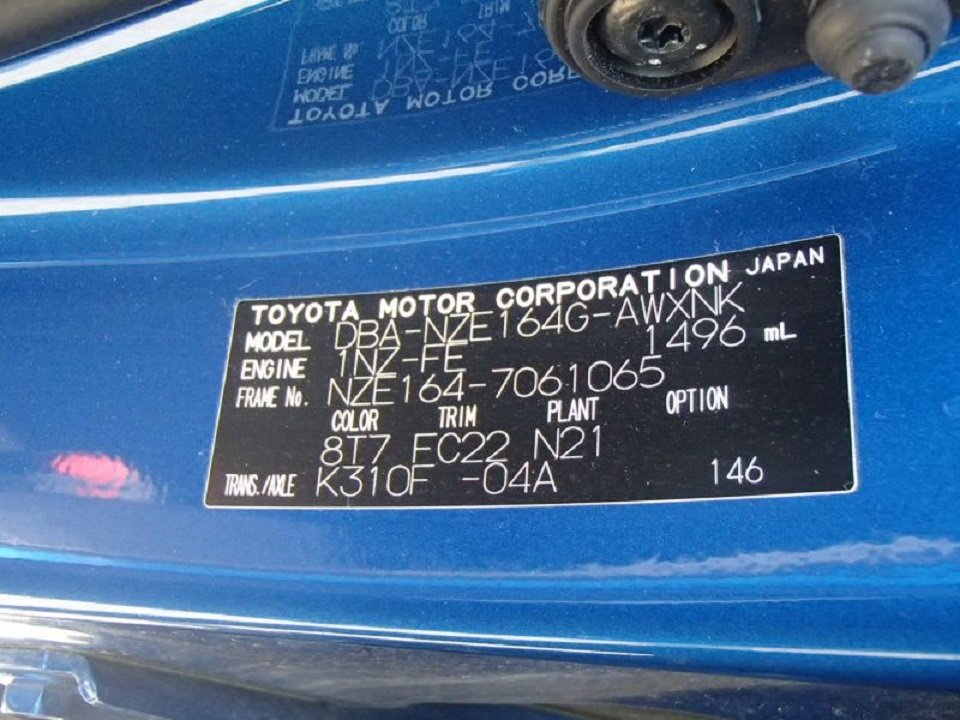 TOYOTA MOTOR CORPORATION JAPAN
MODEL DBA-NZE164G-AWXNK
ENGINE 1NZ-FE 1496 mL
FRAME No. NZE164-7061065
COLOR TRIM PLANT OPTION
8T7 FC22 N21
TRANS./AXLE K310F -04A 146